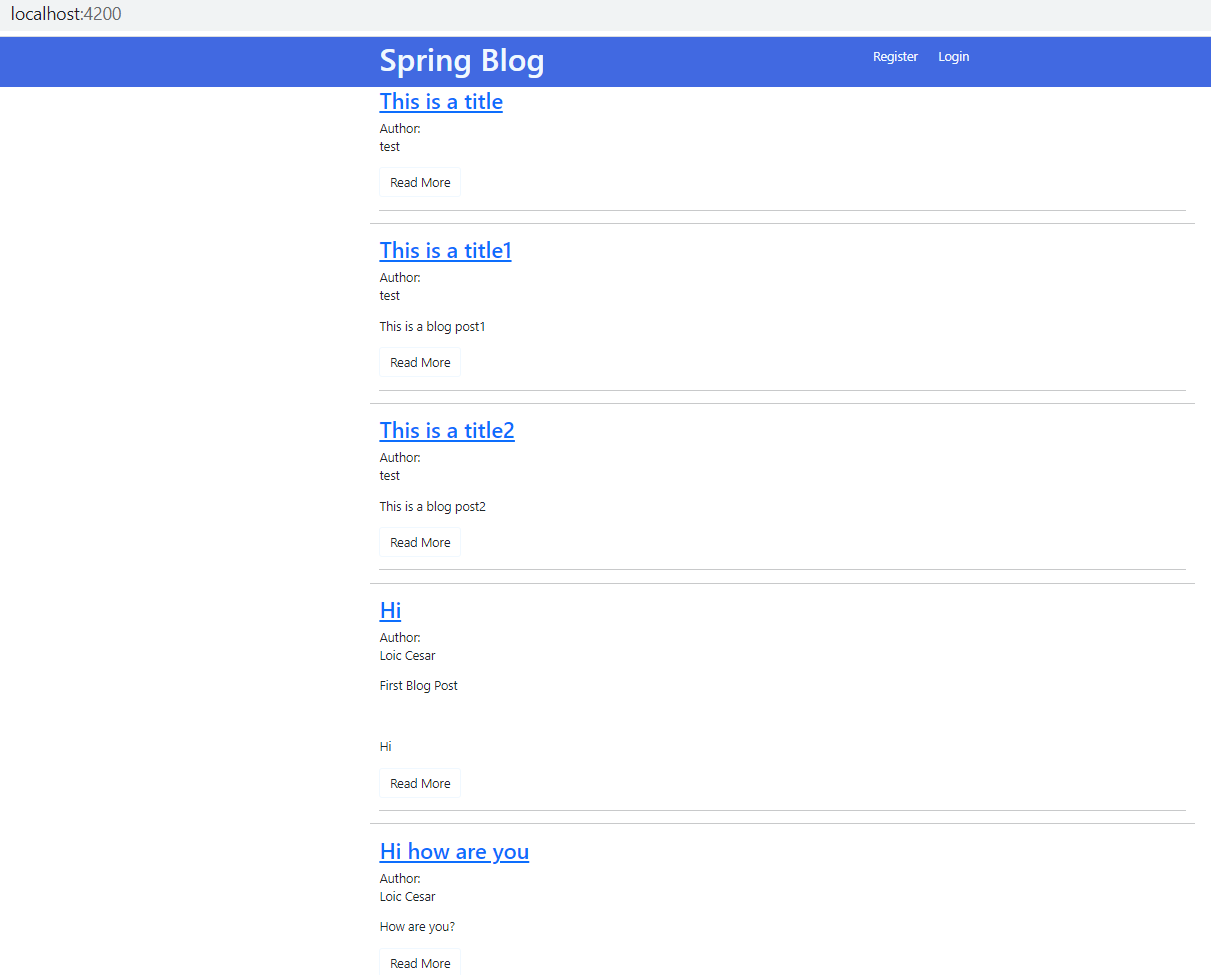 localhost:4200
Spring Blog Register Login
This is a title
Author:
test
Read More
This is a title1
Author:
test
This is a blog post1
Read More
This is a title2
Author:
test
This is a blog post2
Read More
Hi
Author:
Loic Cesar
First Blog Post
Hi
Read More
Hi how are you
Author:
Loic Cesar
How are you?
Read More